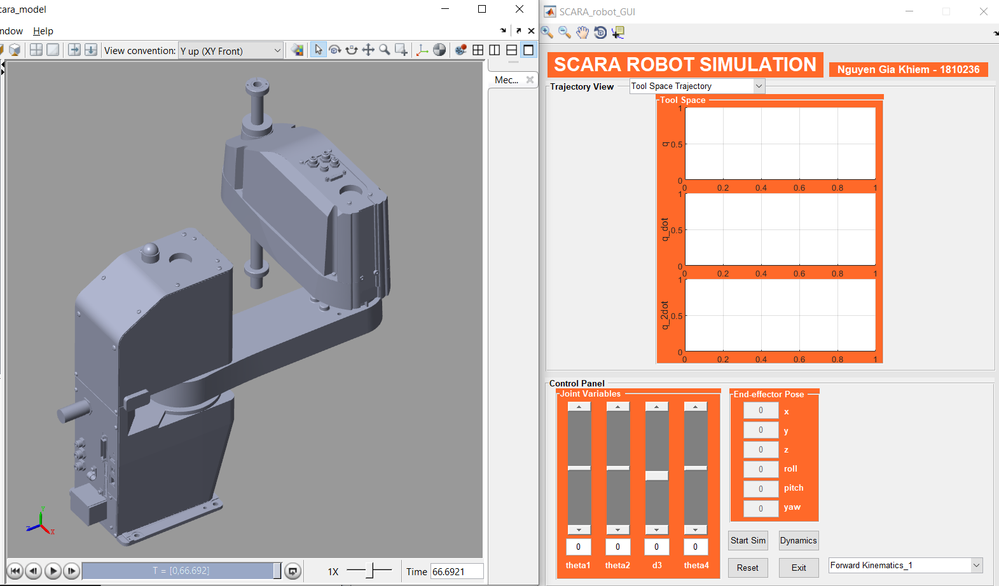 cara_model
ndow Help
View convention: Y up (XY Front)
Mec...
Y
Z
X
T = [0,66.692]
1X
Time 66.6921
SCARA_robot_GUI
SCARA ROBOT SIMULATION
Nguyen Gia Khiem - 1810236
Trajectory View
Tool Space Trajectory
Tool Space
1
q
0.5
0
0 0.2 0.4 0.6 0.8 1
1
q_dot
0.5
0
0 0.2 0.4 0.6 0.8 1
1
q_2dot
0.5
0
0 0.2 0.4 0.6 0.8 1
Control Panel
Joint Variables
0 0 0 0
theta1 theta2 d3 theta4
End-effector Pose
0 x
0 y
0 z
0 roll
0 pitch
0 yaw
Start Sim Dynamics
Reset Exit
Forward Kinematics_1